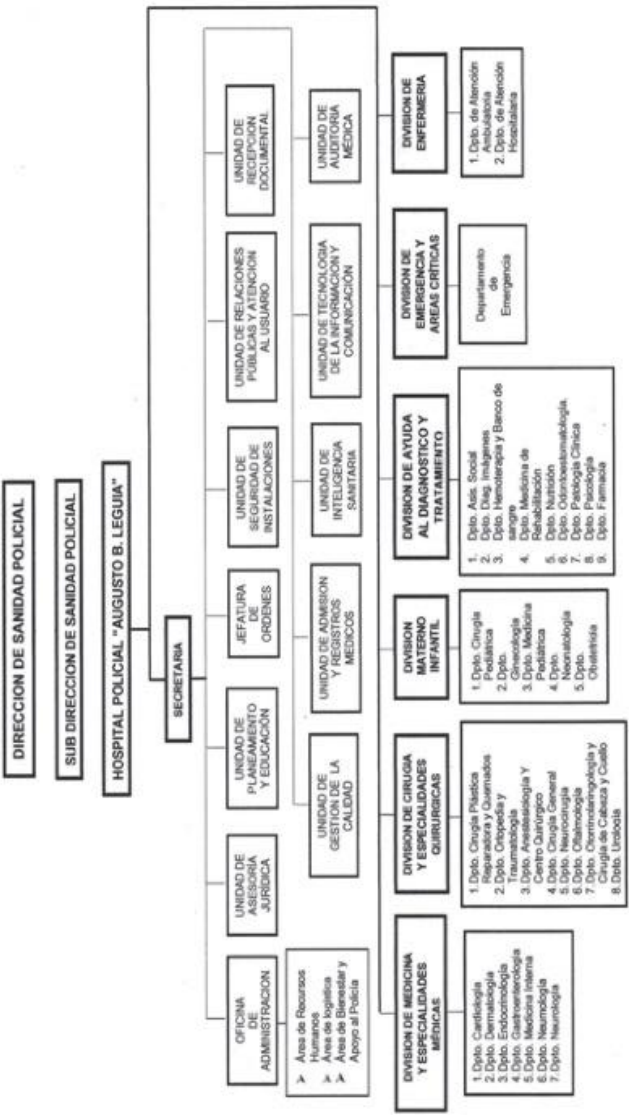 DIRECCION DE SANIDAD POLICIAL
SUB DIRECCION DE SANIDAD POLICIAL
HOSPITAL POLICIAL "AUGUSTO B. LEGUIA"
SECRETARIA
OFICINA
DE
ADMINISTRACION
➤ Área de Recursos
Humanos
➤ Área de logística
➤ Área de Bienestar y
Apoyo al Policía
UNIDAD DE
ASESORÍA
JURÍDICA
UNIDAD DE
PLANEAMIENTO
Y EDUCACIÓN
JEFATURA
DE
ORDENES
UNIDAD DE
SEGURIDAD DE
INSTALACIONES
UNIDAD DE RELACIONES
PÚBLICAS Y ATENCION
AL USUARIO
UNIDAD DE
RECEPCION
DOCUMENTAL
UNIDAD DE
GESTION DE LA
CALIDAD
UNIDAD DE ADMISION
Y REGISTROS
MEDICOS
UNIDAD DE
INTELIGENCIA
SANITARIA
UNIDAD DE TECNOLOGIA
DE LA INFORMACION Y
COMUNICACIÓN
UNIDAD DE
AUDITORIA
MÉDICA
DIVISION DE MEDICINA
Y ESPECIALIDADES
MÉDICAS
1. Dpto. Cardiología
2. Dpto. Dermatología
3. Dpto. Endocrinología
4. Dpto. Gastroenterología
5. Dpto. Medicina Interna
6. Dpto. Neumología
7. Dpto. Neurología
DIVISION DE CIRUGIA
Y ESPECIALIDADES
QUIRURGICAS
1. Dpto. Cirugía Plástica
Reparadora y Quemados
2. Dpto. Ortopedia y
Traumatología
3. Dpto. Anestesiología Y
Centro Quirúrgico
4. Dpto. Cirugía General
5. Dpto. Neurocirugía
6. Dpto. Oftalmología
7. Dpto. Otorrinolaringología y
Cirugía de Cabeza y Cuello
8. Dpto. Urología
DIVISION
MATERNO
INFANTIL
1. Dpto. Cirugía
Pediátrica
2. Dpto.
Ginecología
3. Dpto. Medicina
Pediátrica
4. Dpto.
Neonatología
5. Dpto.
Obstetricia
DIVISION DE AYUDA
AL DIAGNOSTICO Y
TRATAMIENTO
1. Dpto. Asis. Social
2. Dpto. Diag. Imágenes
3. Dpto. Hemoterapia y Banco de
sangre
4. Dpto. Medicina de
Rehabilitación
5. Dpto. Nutrición
6. Dpto. Odontoestomatología.
7. Dpto. Patología Clínica
8. Dpto. Psicología
9. Dpto. Farmacia
DIVISION DE
EMERGENCIA Y
AREAS CRÍTICAS
Departamento
de
Emergencia
DIVISION DE
ENFERMERIA
1. Dpto. de Atención
Ambulatoria
2. Dpto. de Atención
Hospitalaria